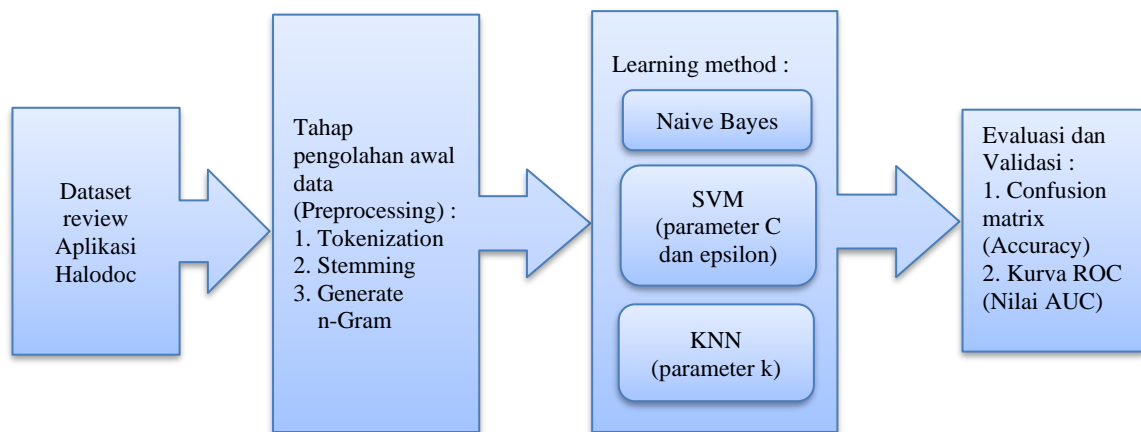 Dataset
review
Aplikasi
Halodoc
Tahap
pengolahan awal
data
(Preprocessing) :
1. Tokenization
2. Stemming
3. Generate
n-Gram
Learning method :
Naive Bayes
SVM
(parameter C
dan epsilon)
KNN
(parameter k)
Evaluasi dan
Validasi :
1. Confusion
matrix
(Accuracy)
2. Kurva ROC
(Nilai AUC)